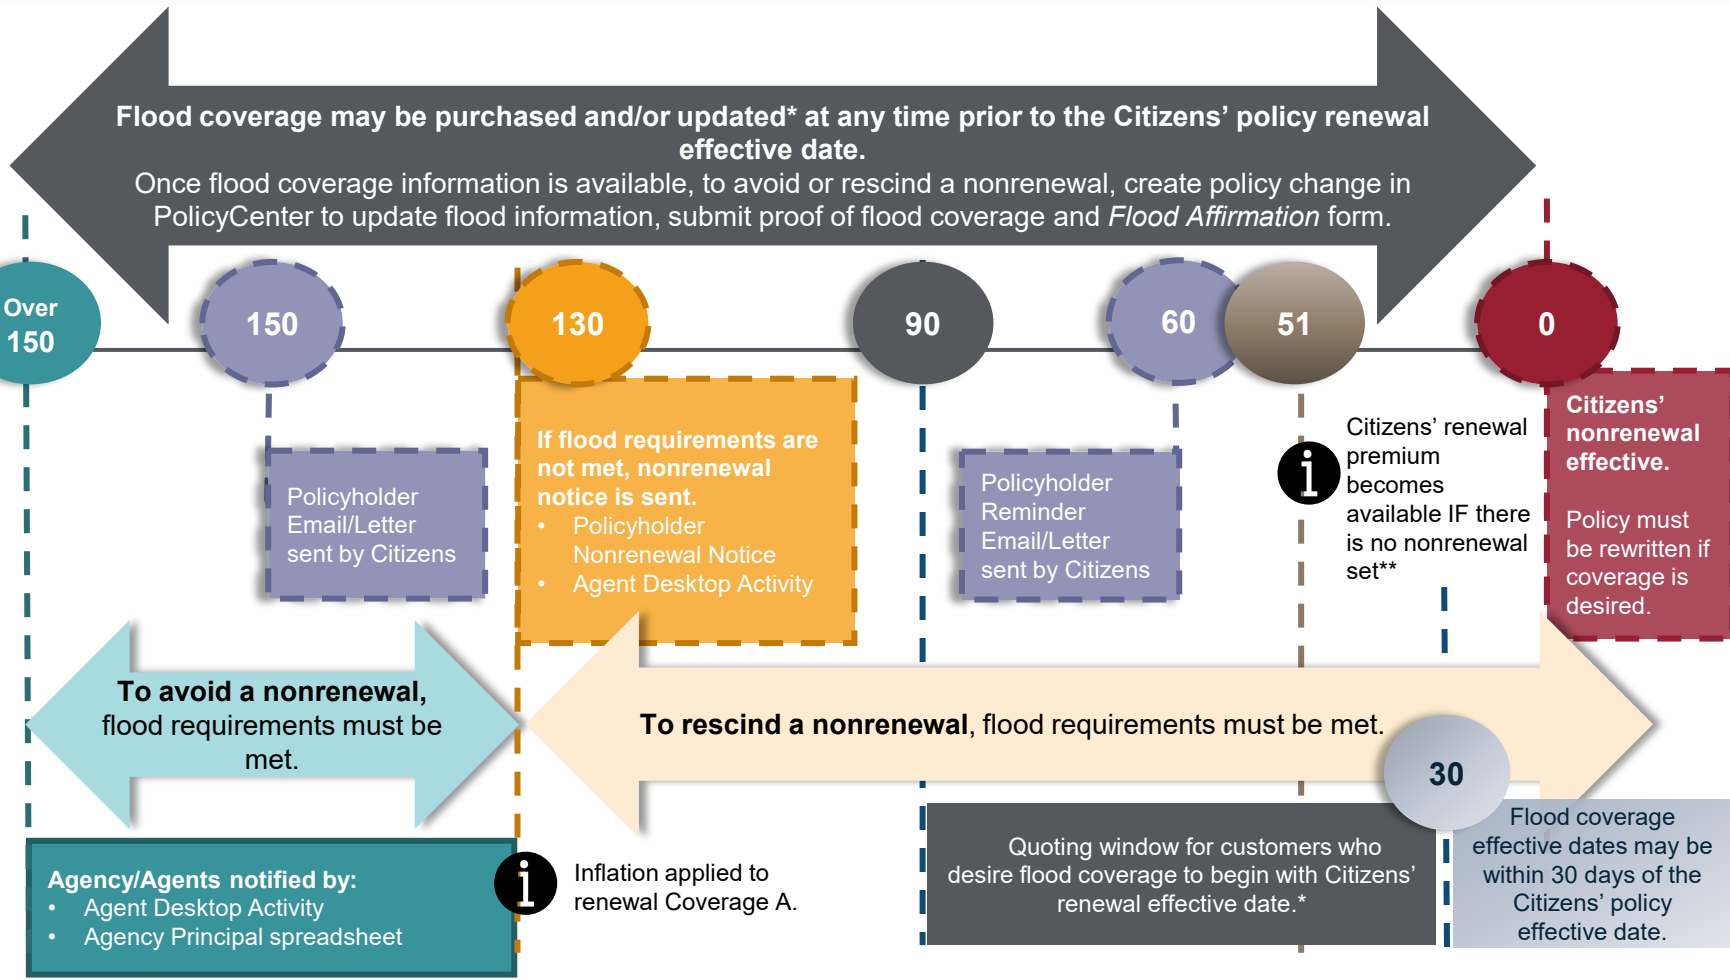 Flood coverage may be purchased and/or updated* at any time prior to the Citizens’ policy renewal
effective date.
Once flood coverage information is available, to avoid or rescind a nonrenewal, create policy change in
PolicyCenter to update flood information, submit proof of flood coverage and Flood Affirmation form.
Over
150
150
130
90
60
51
0
Policyholder
Email/Letter
sent by Citizens
If flood requirements are
not met, nonrenewal
notice is sent.
• Policyholder
Nonrenewal Notice
• Agent Desktop Activity
Policyholder
Reminder
Email/Letter
sent by Citizens
i
Citizens’ renewal
premium
becomes
available IF there
is no nonrenewal
set**
Citizens’
nonrenewal
effective.
Policy must
be rewritten if
coverage is
desired.
To avoid a nonrenewal,
flood requirements must be
met.
To rescind a nonrenewal, flood requirements must be met.
30
Agency/Agents notified by:
• Agent Desktop Activity
• Agency Principal spreadsheet
i
Inflation applied to
renewal Coverage A.
Quoting window for customers who
desire flood coverage to begin with Citizens’
renewal effective date.*
Flood coverage
effective dates may be
within 30 days of the
Citizens’ policy
effective date.